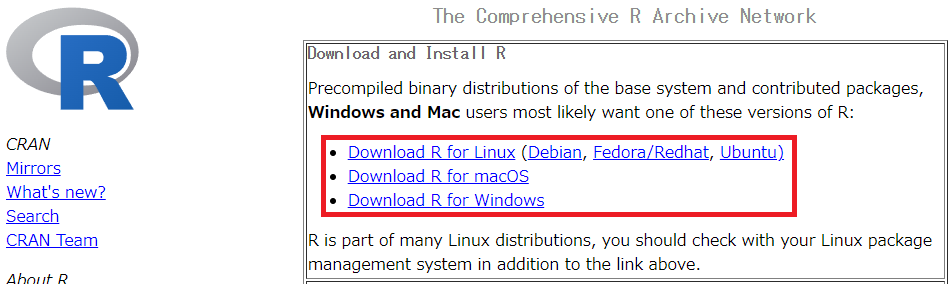 R
The Comprehensive R Archive Network
CRAN
Mirrors
What's new?
Search
CRAN Team
About R
Download and Install R
Precompiled binary distributions of the base system and contributed packages,
Windows and Mac users most likely want one of these versions of R:
• Download R for Linux (Debian, Fedora/Redhat, Ubuntu)
• Download R for macOS
• Download R for Windows
R is part of many Linux distributions, you should check with your Linux package
management system in addition to the link above.